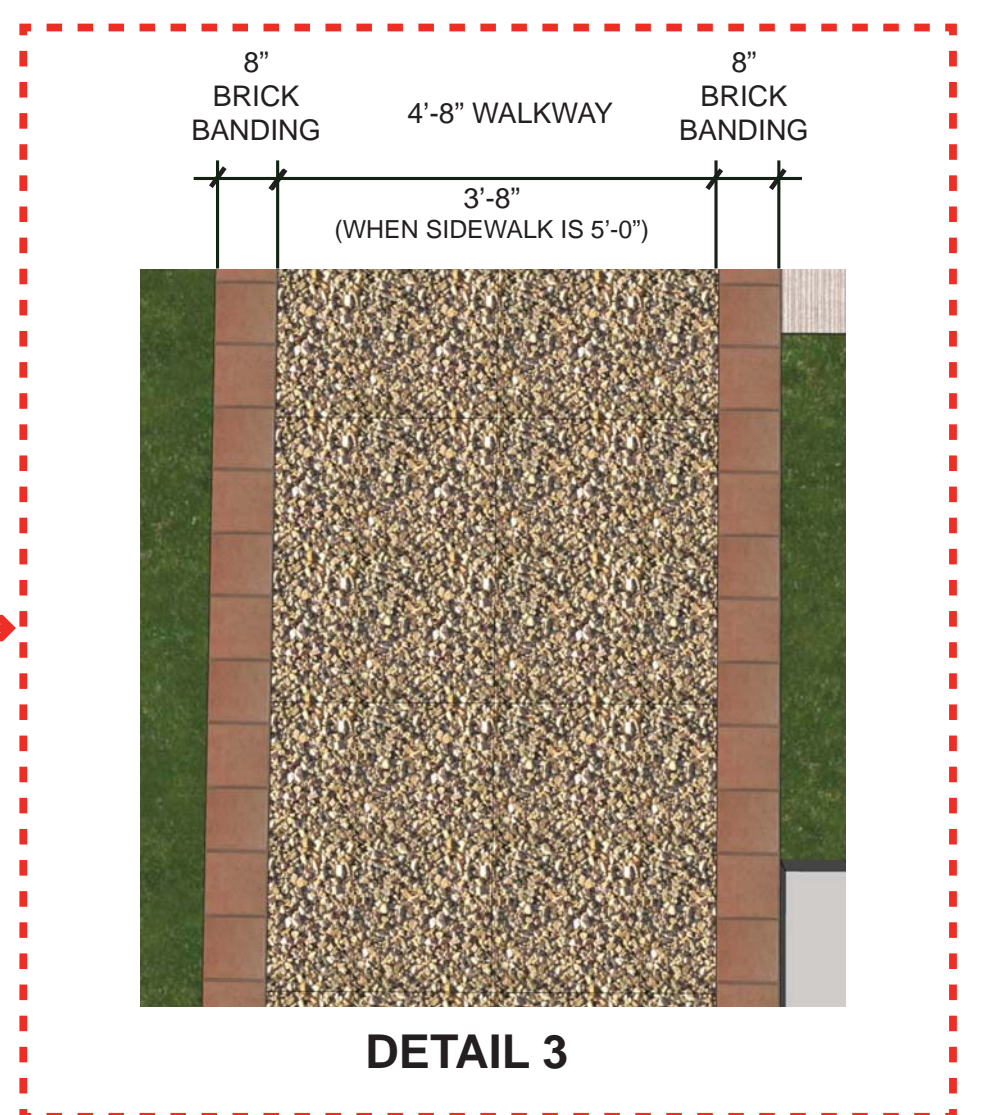 8”
BRICK
BANDING
4’-8” WALKWAY
8”
BRICK
BANDING
3’-8”
(WHEN SIDEWALK IS 5’-0”)
DETAIL 3